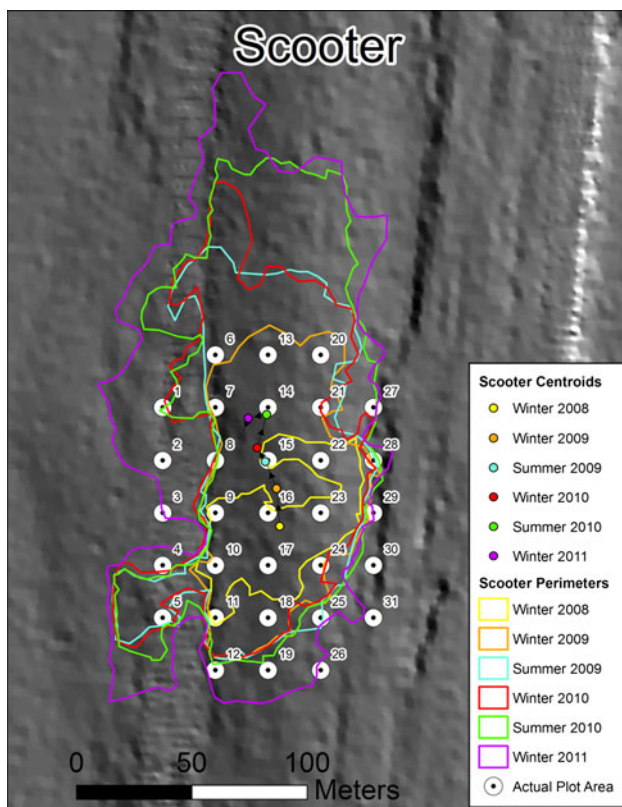 Scooter
6 13 20
1 7 14 21 27
2 8 15 22 28
3 9 16 23 29
4 10 17 24 30
5 11 18 25 31
12 19 26
0 50 100
Meters
Scooter Centroids
Winter 2008
Winter 2009
Summer 2009
Winter 2010
Summer 2010
Winter 2011
Scooter Perimeters
Winter 2008
Winter 2009
Summer 2009
Winter 2010
Summer 2010
Winter 2011
Actual Plot Area